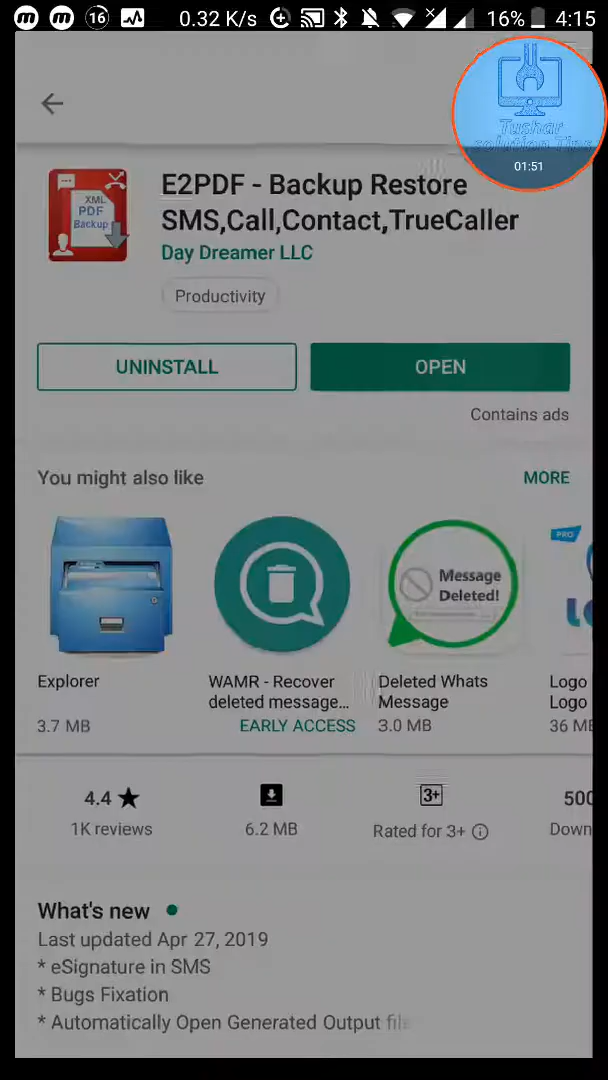 16 0.32 K/s 16% 4:15
Tushar
solution Tips
01:51
XML
PDF
Backup
E2PDF - Backup Restore
SMS,Call,Contact,TrueCaller
Day Dreamer LLC
Productivity
UNINSTALL
OPEN
Contains ads
You might also like
MORE
Message
Deleted!
PRO
Explorer
3.7 MB
WAMR - Recover
deleted message...
EARLY ACCESS
Deleted Whats
Message
3.0 MB
Logo
Logo
36 MB
4.4 ★
1K reviews
6.2 MB
3+
Rated for 3+
500
Down
What's new
Last updated Apr 27, 2019
* eSignature in SMS
* Bugs Fixation
* Automatically Open Generated Output file